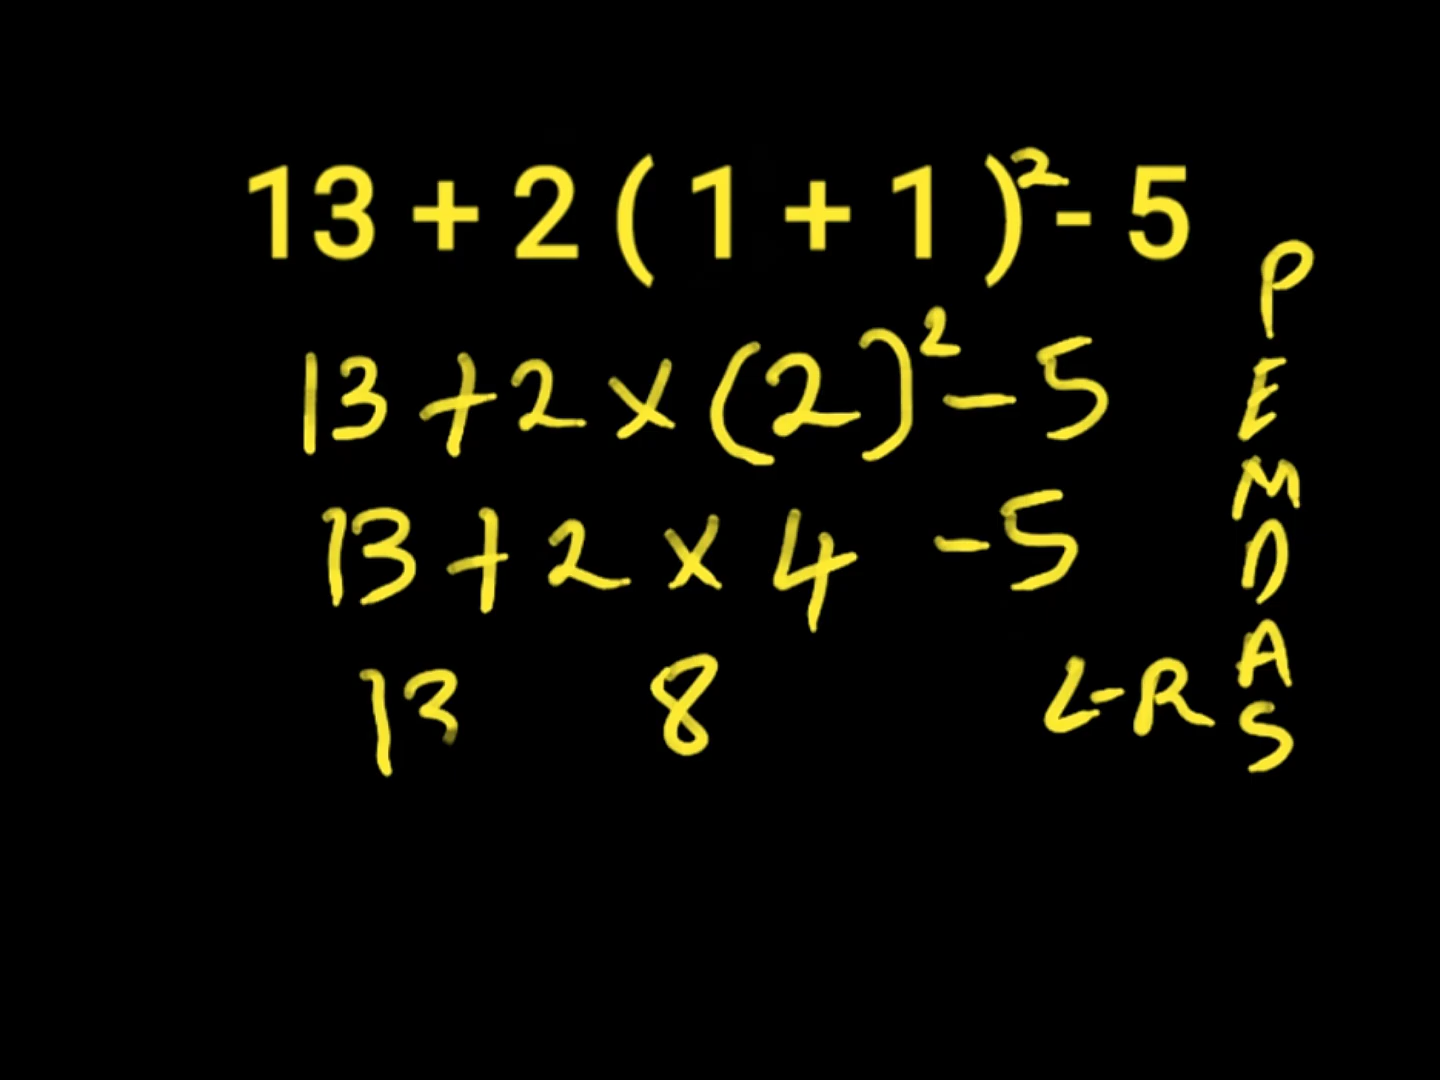 13 + 2 ( 1 + 1 )² - 5
13 + 2 × (2)² - 5
13 + 2 × 4 - 5
13 8
L-R
P
E
M
D
A
S